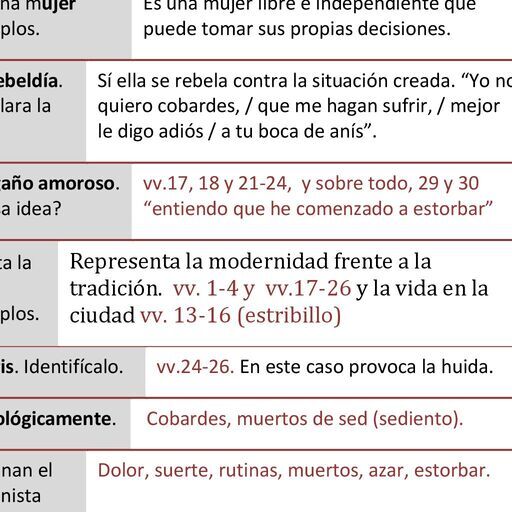 na mujer
plos.
Es una mujer libre e independiente que
puede tomar sus propias decisiones.
ebeldía.
lara la
Sí ella se rebela contra la situación creada. “Yo no
quiero cobardes, / que me hagan sufrir, / mejor
le digo adiós / a tu boca de anís”.
gaño amoroso.
a idea?
vv.17, 18 y 21-24, y sobre todo, 29 y 30
“entiendo que he comenzado a estorbar”
ta la
plos.
Representa la modernidad frente a la
tradición. vv. 1-4 y vv.17-26 y la vida en la
ciudad vv. 13-16 (estribillo)
is. Identifícalo.
vv.24-26. En este caso provoca la huida.
ológicamente.
Cobardes, muertos de sed (sediento).
nan el
nista
Dolor, suerte, rutinas, muertos, azar, estorbar.